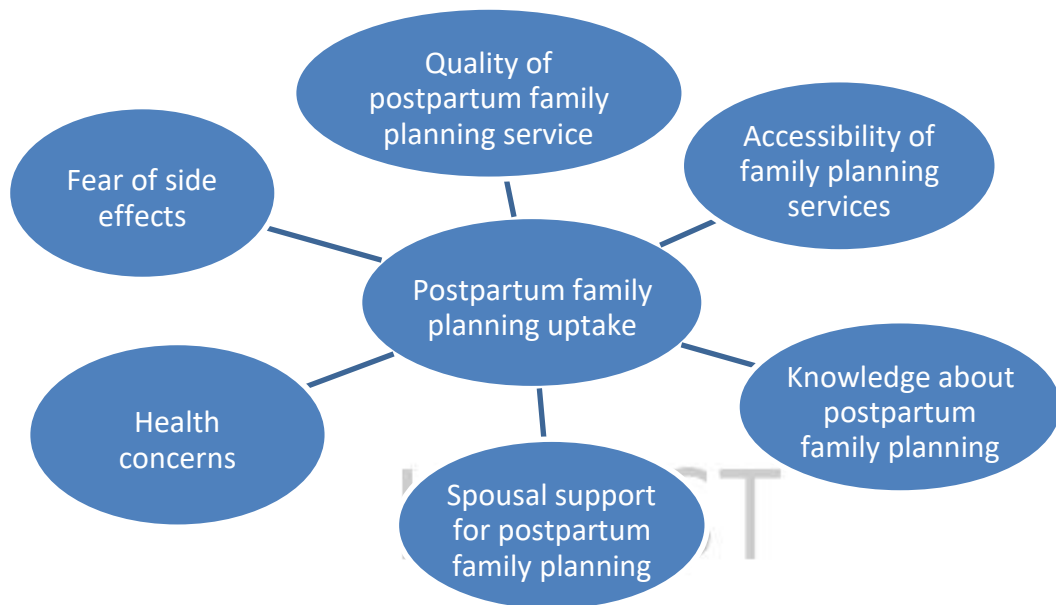 Quality of
postpartum family
planning service
Accessibility of
family planning
services
Fear of side
effects
Postpartum family
planning uptake
Knowledge about
postpartum
family planning
Health
concerns
Spousal support
for postpartum
family planning